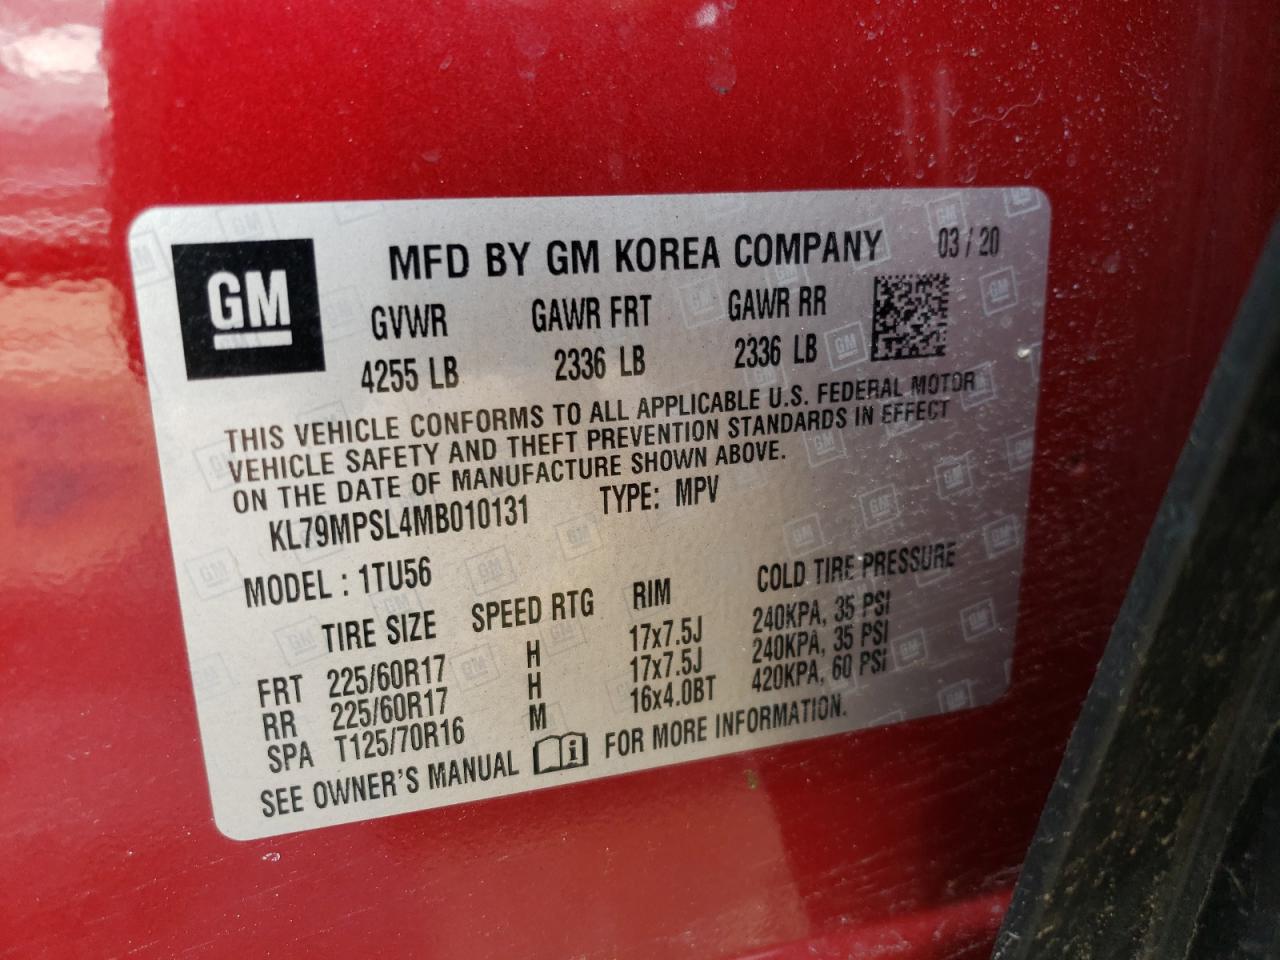 GM
MFD BY GM KOREA COMPANY 03 / 20
GVWR GAWR FRT GAWR RR
4255 LB 2336 LB 2336 LB
THIS VEHICLE CONFORMS TO ALL APPLICABLE U.S. FEDERAL MOTOR
VEHICLE SAFETY AND THEFT PREVENTION STANDARDS IN EFFECT
ON THE DATE OF MANUFACTURE SHOWN ABOVE.
KL79MPSL4MB010131 TYPE: MPV
MODEL : 1TU56
TIRE SIZE SPEED RTG RIM COLD TIRE PRESSURE
FRT 225/60R17 H 17x7.5J 240KPA, 35 PSI
RR 225/60R17 H 17x7.5J 240KPA, 35 PSI
SPA T125/70R16 M 16x4.0BT 420KPA, 60 PSI
SEE OWNER'S MANUAL FOR MORE INFORMATION.